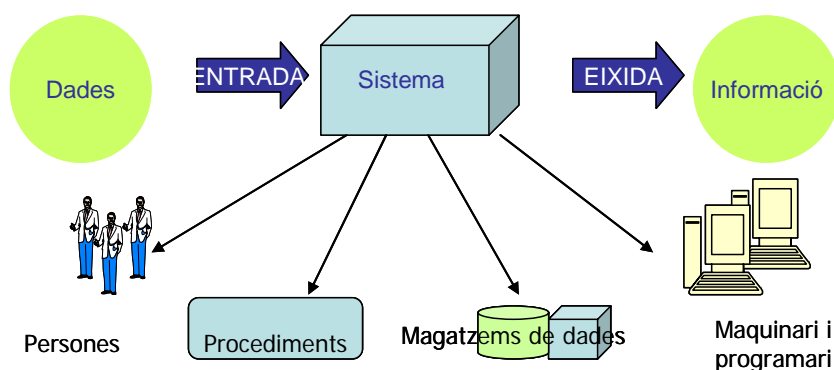 Dades
ENTRADA
Sistema
EIXIDA
Informació
Persones
Procediments
Magatzems de dades
Maquinari i
programari